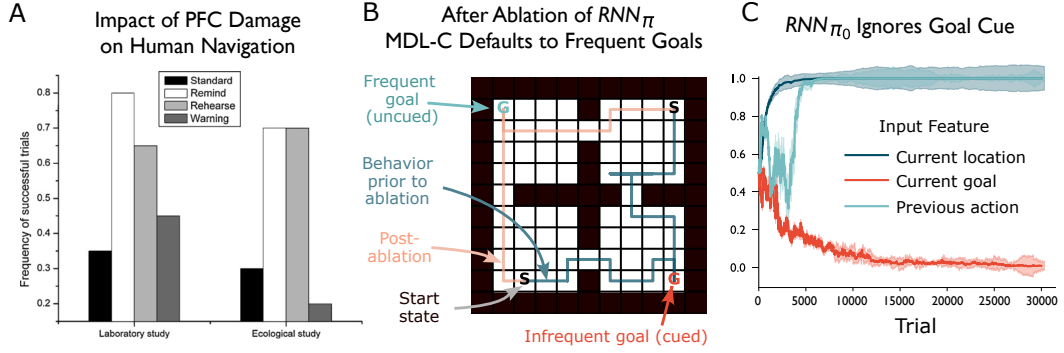 A
Impact of PFC Damage
on Human Navigation
Standard
Remind
Rehearse
Warning
Frequency of successful trials
0.8
0.7
0.6
0.5
0.4
0.3
0.2
Laboratory study
Ecological study
B
After Ablation of RNNπ
MDL-C Defaults to Frequent Goals
Frequent
goal
(uncued)
G
S
Behavior
prior to
ablation
Post-
ablation
S
G
Start
state
Infrequent goal (cued)
C
RNNπ0 Ignores Goal Cue
1.0
0.8
0.6
0.4
0.2
0.0
Input Feature
Current location
Current goal
Previous action
0
5000
10000
15000
20000
25000
30000
Trial